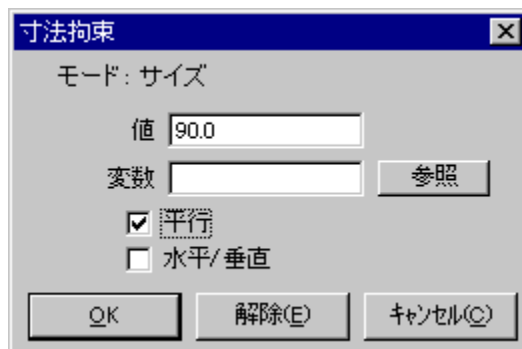 寸法拘束
モード: サイズ
値 90.0
変数 参照
平行
水平/垂直
OK 解除(E) キャンセル(C)